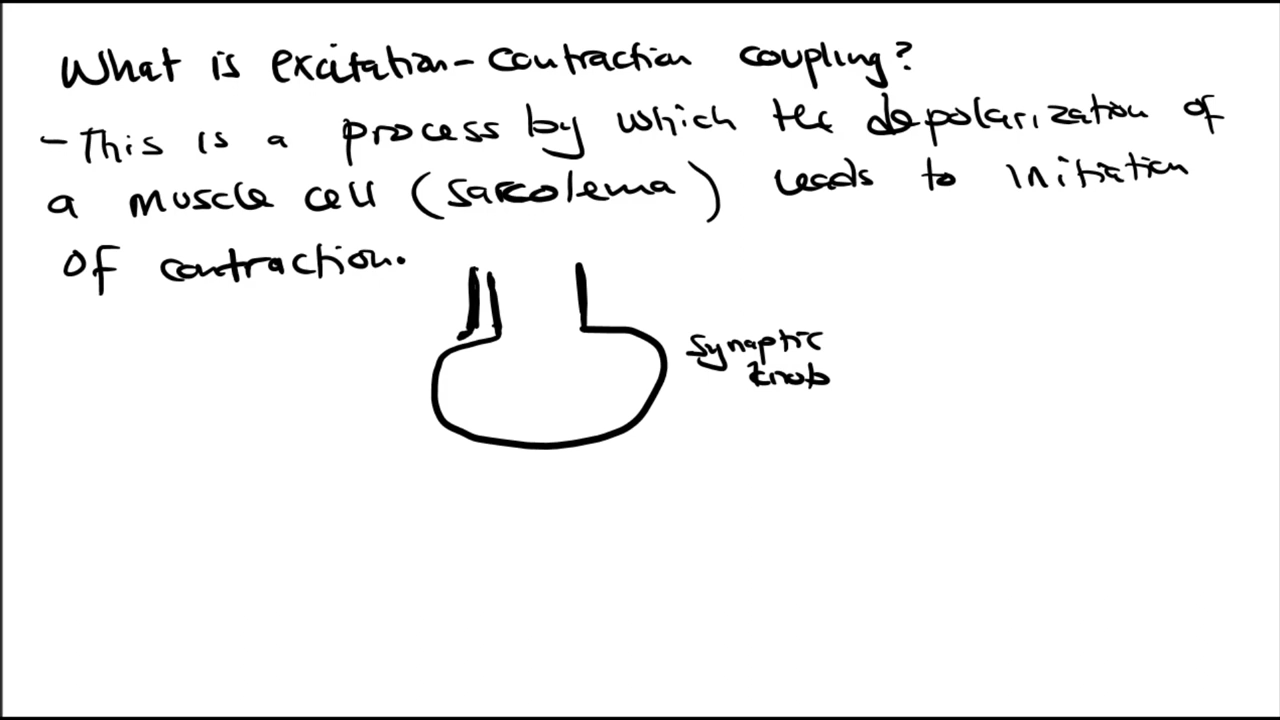 What is excitation-contraction coupling?
- This is a process by which the depolarization of
a muscle cell (sarcolema) leads to initiation
of contraction.
synaptic
knob